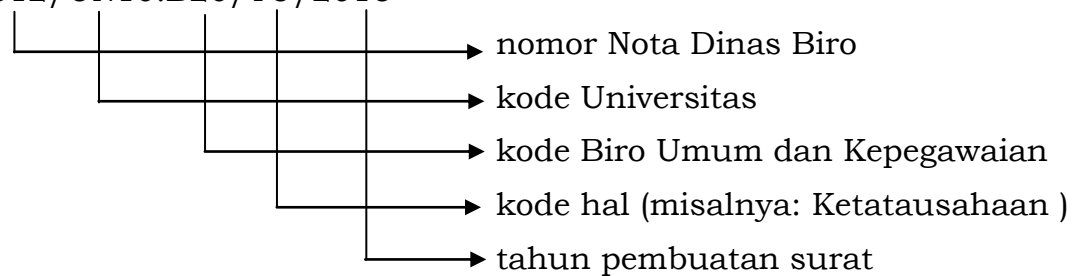 nomor Nota Dinas Biro
kode Universitas
kode Biro Umum dan Kepegawaian
kode hal (misalnya: Ketatausahaan )
tahun pembuatan surat